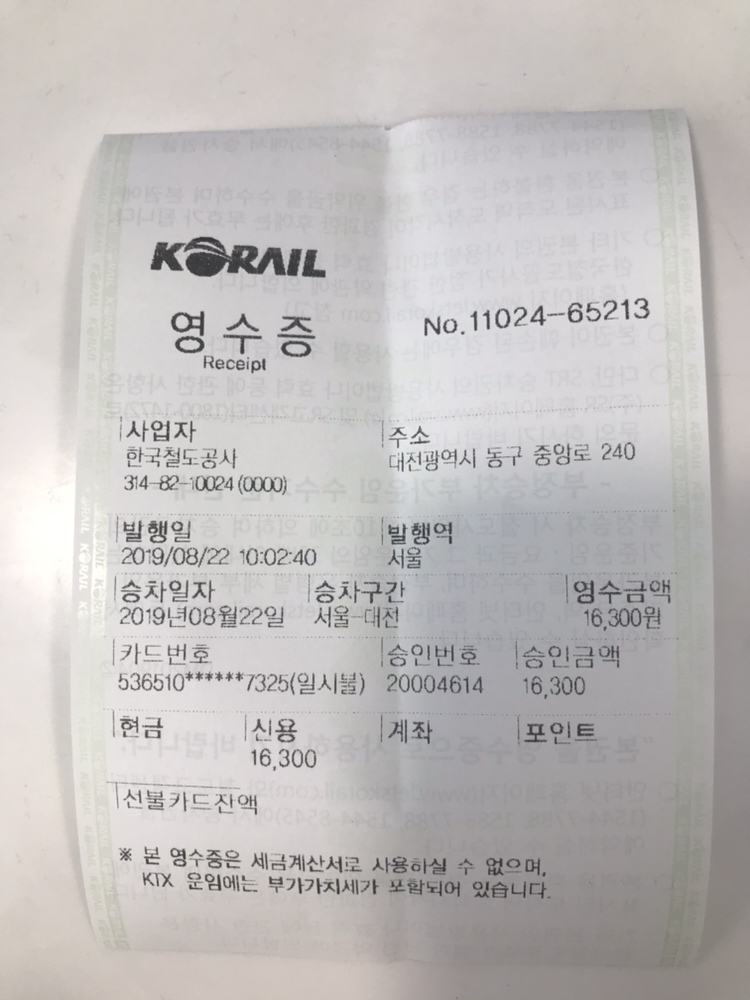 KORAIL
영수증
Receipt
No.11024-65213
사업자
한국철도공사
314-82-10024 (0000)
주소
대전광역시 동구 중앙로 240
발행일
2019/08/22 10:02:40
발행역
서울
승차일자
2019년08월22일
승차구간
서울-대전
영수금액
16,300원
카드번호
536510******7325(일시불)
승인번호
20004614
승인금액
16,300
현금
신용
16,300
계좌
포인트
선불카드잔액
※ 본 영수증은 세금계산서로 사용하실 수 없으며,
KTX 운임에는 부가가치세가 포함되어 있습니다.